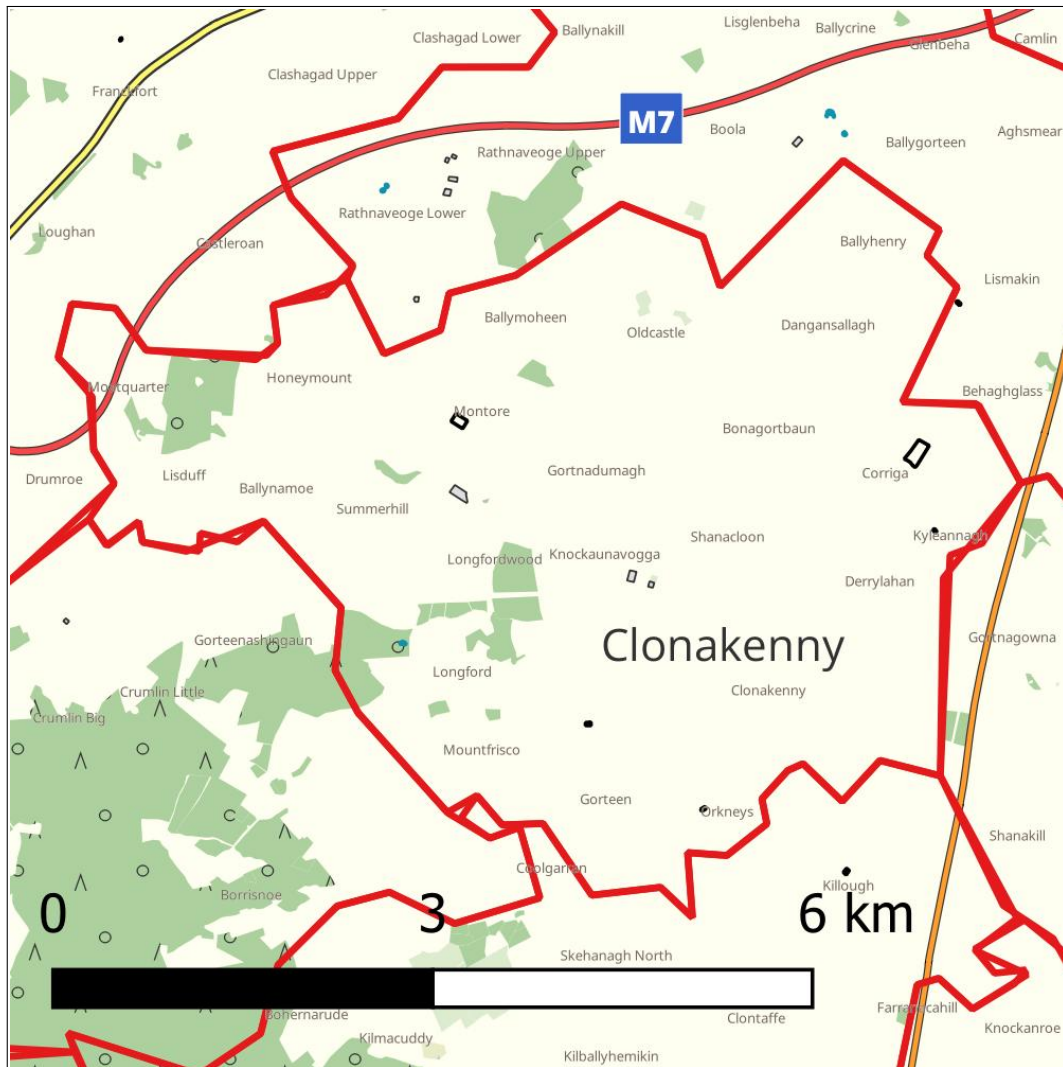 Lisglenbeha
Ballycrine
Ballynakill
Clashagad Lower
Camlin
Glenbeha
Clashagad Upper
Franckfort
M7
Boola
Aghsmear
Ballygorteen
Rathnaveoge Upper
Rathnaveoge Lower
Loughan
Castleroan
Ballyhenry
Lismakin
Ballymoheen
Oldcastle
Dangansallagh
Honeymount
Montquarter
Behaghglass
Montore
Bonagortbaun
Gortnadumagh
Corriga
Lisduff
Drumroe
Ballynamoe
Summerhill
Shanacloon
Kyleannagh
Longfordwood
Knockaunavogga
Derrylahan
Gorteenashingaun
Clonakenny
Gortnagowna
Longford
Crumlin Little
Clonakenny
Crumlin Big
Mountfrisco
Gorteen
Orkneys
Shanakill
Coolgarren
Killough
Borrisnoe
0 3 6 km
Skehanagh North
Farranacahill
Bohernarude
Clontaffe
Knockanroe
Kilmacuddy
Kilballyhemikin